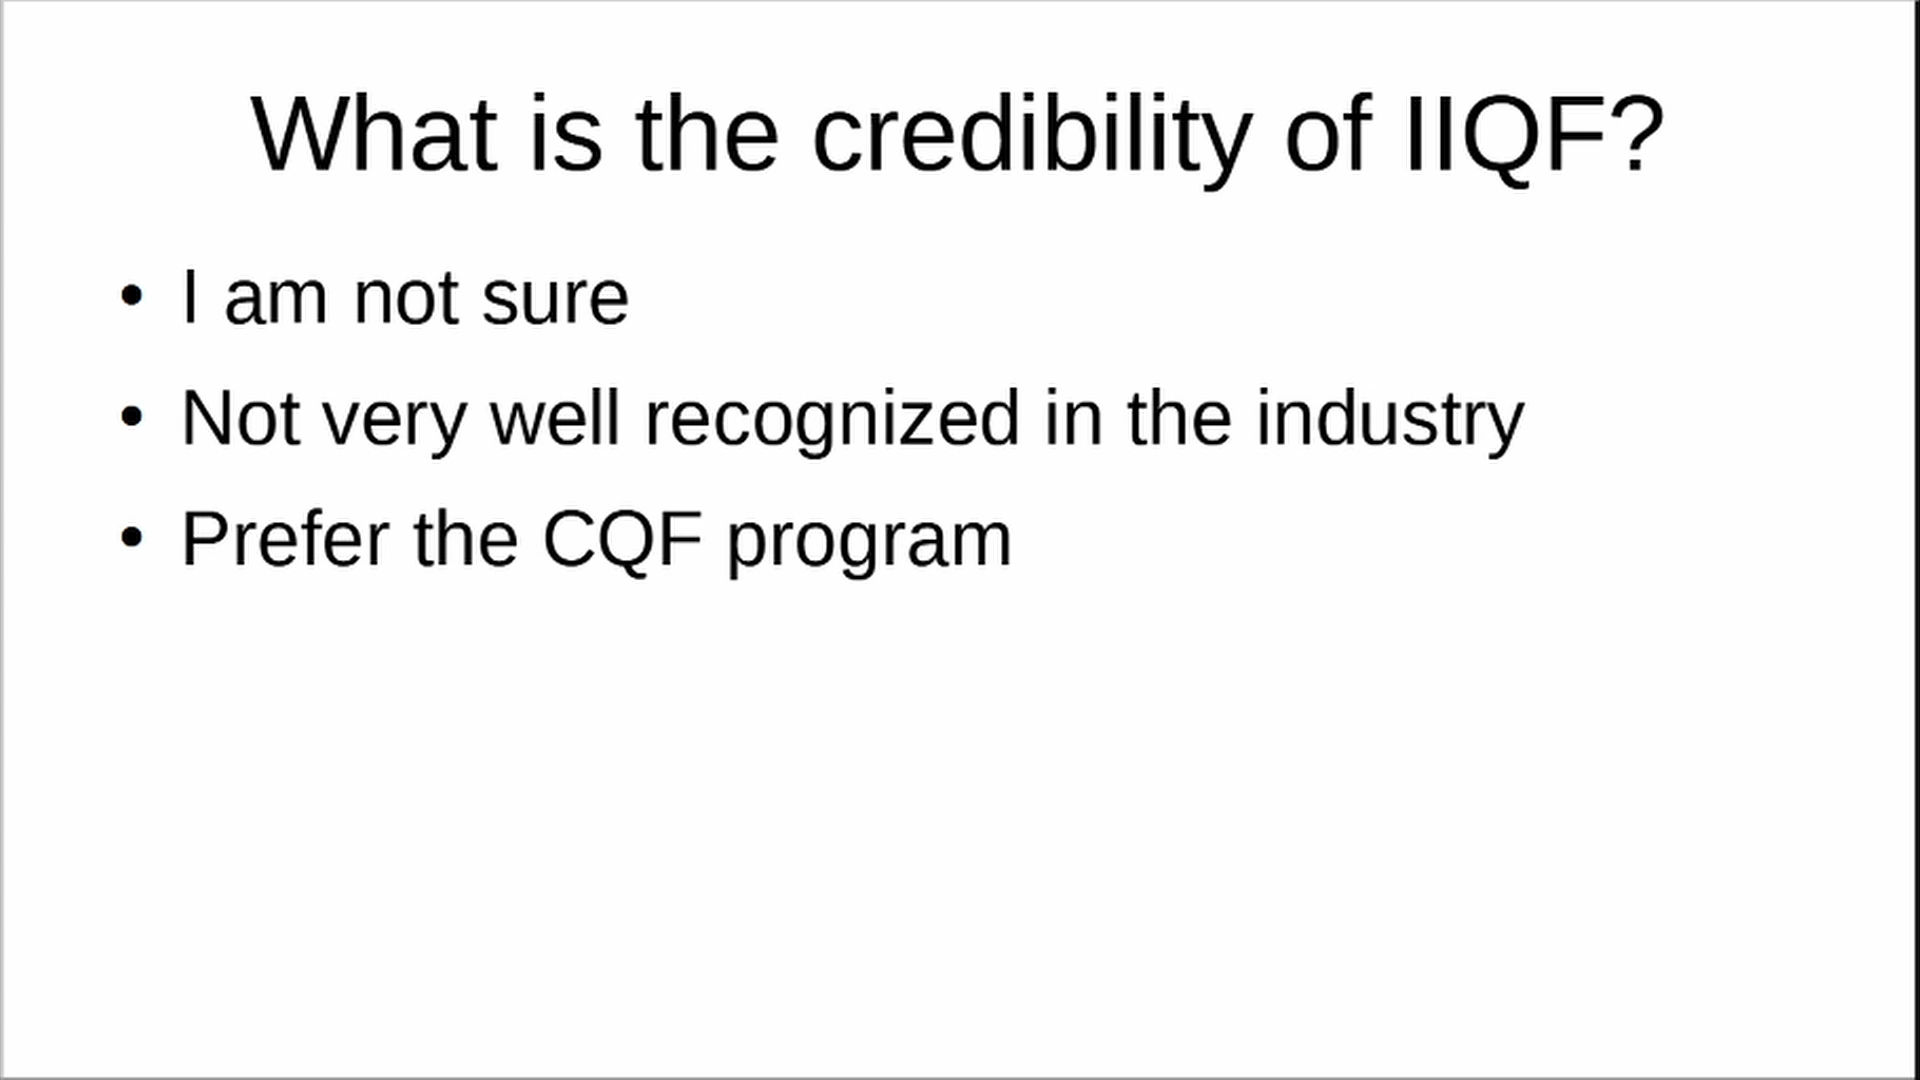 What is the credibility of IIQF?
• I am not sure
• Not very well recognized in the industry
• Prefer the CQF program